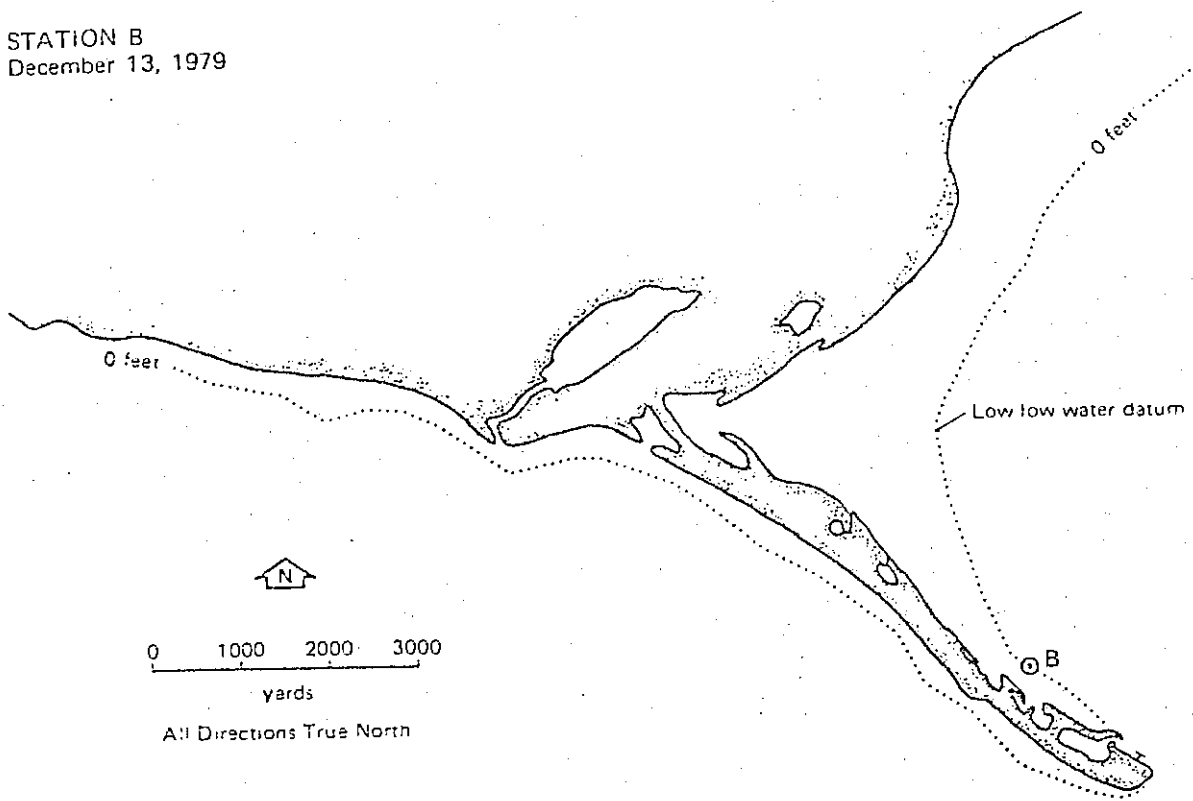 STATION B
December 13, 1979
0 feet
0 feet
Low low water datum
N
B
0 1000 2000 3000
yards
All Directions True North